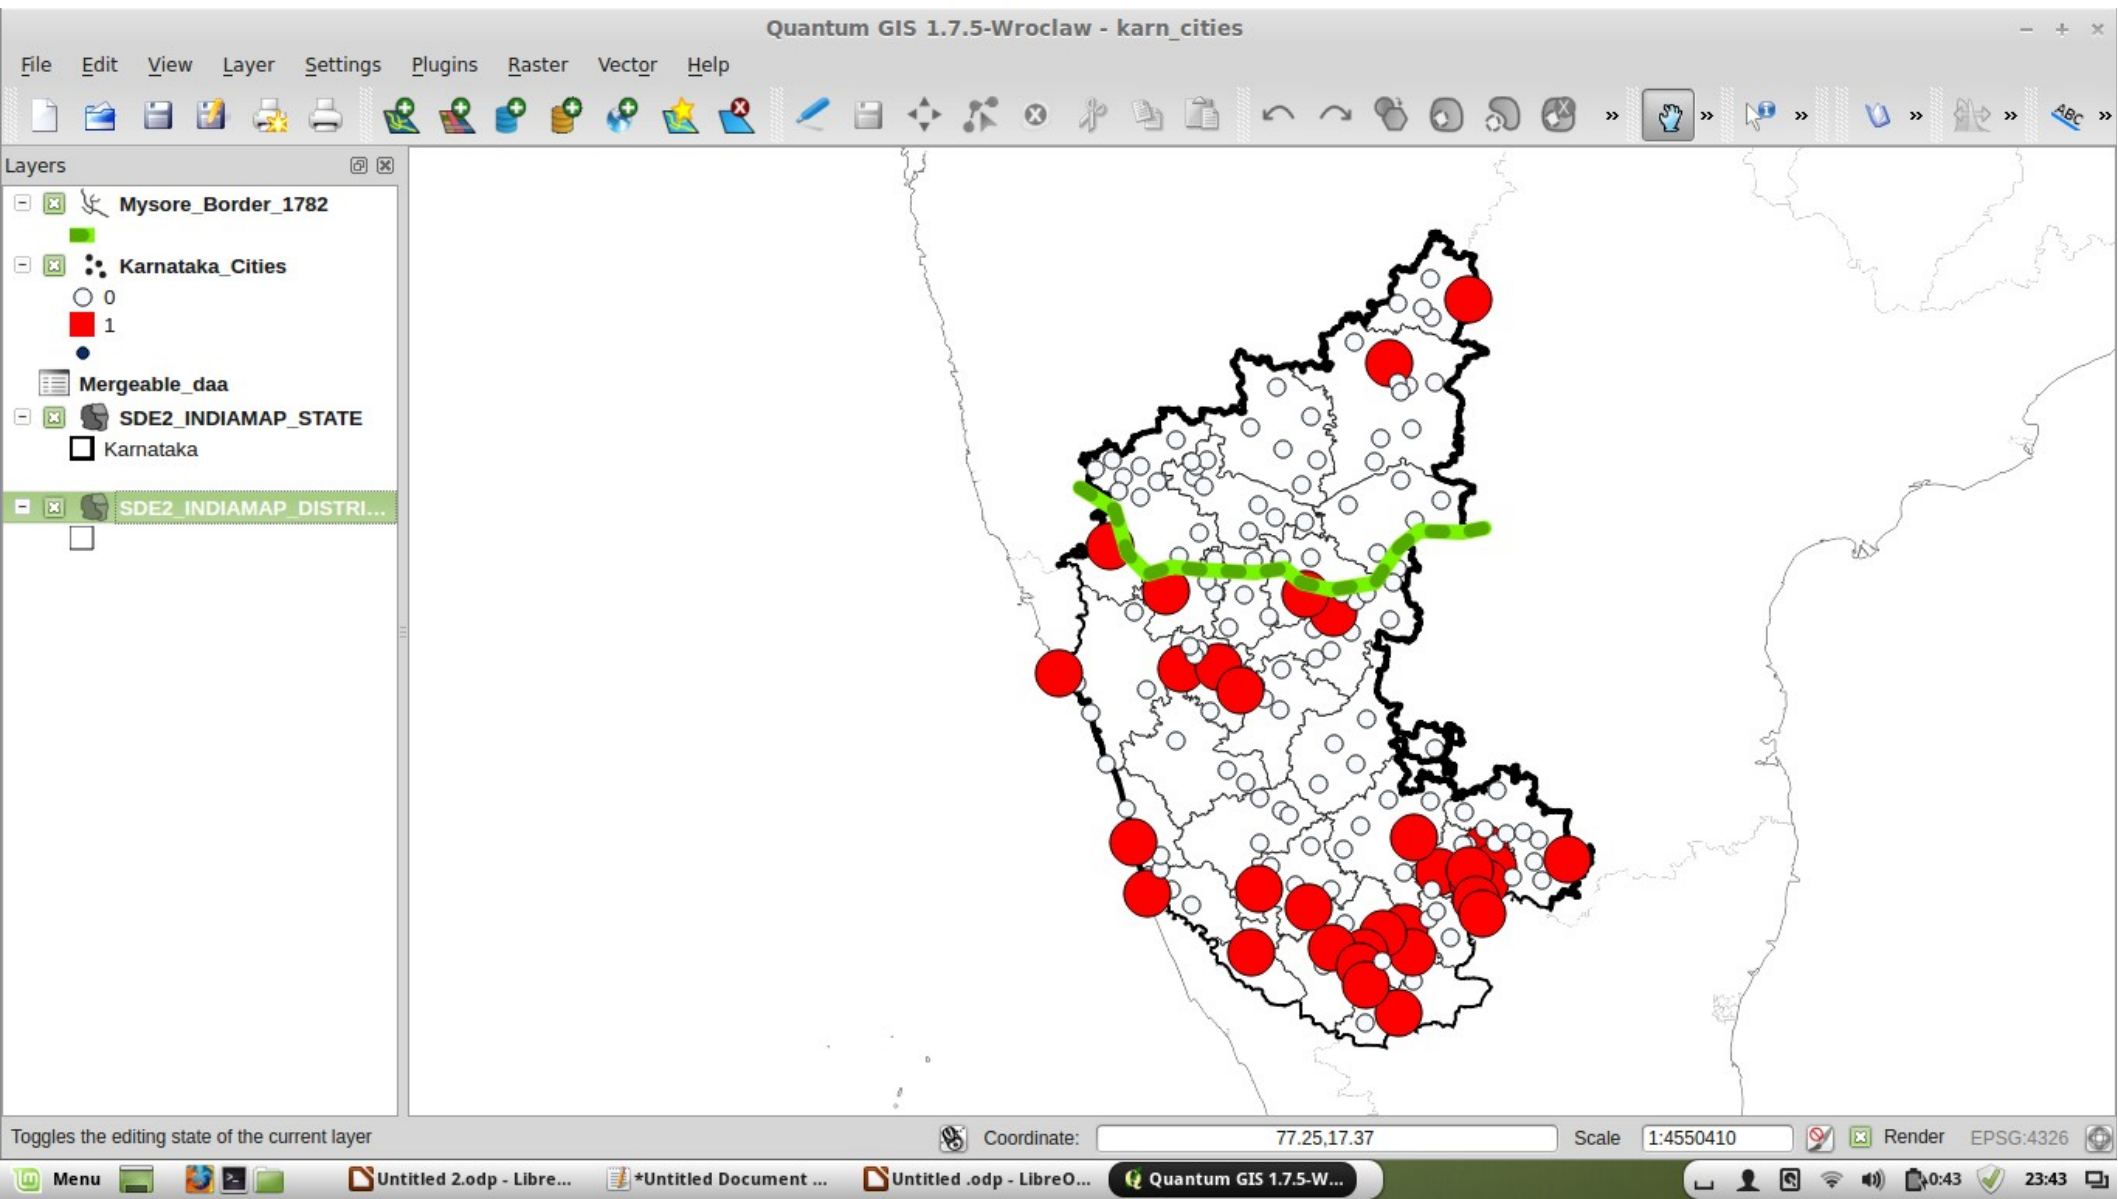 Quantum GIS 1.7.5-Wroclaw - karn_cities
File Edit View Layer Settings Plugins Raster Vector Help
ABC
Layers
Mysore_Border_1782
Karnataka_Cities
0
1
Mergeable_daa
SDE2_INDIAMAP_STATE
Karnataka
SDE2_INDIAMAP_DISTRI...
Toggles the editing state of the current layer Coordinate: 77.25,17.37 Scale 1:4550410 Render EPSG:4326
Menu Untitled 2.odp - Libre... *Untitled Document ... Untitled .odp - LibreO... Quantum GIS 1.7.5-W... 0:43 23:43